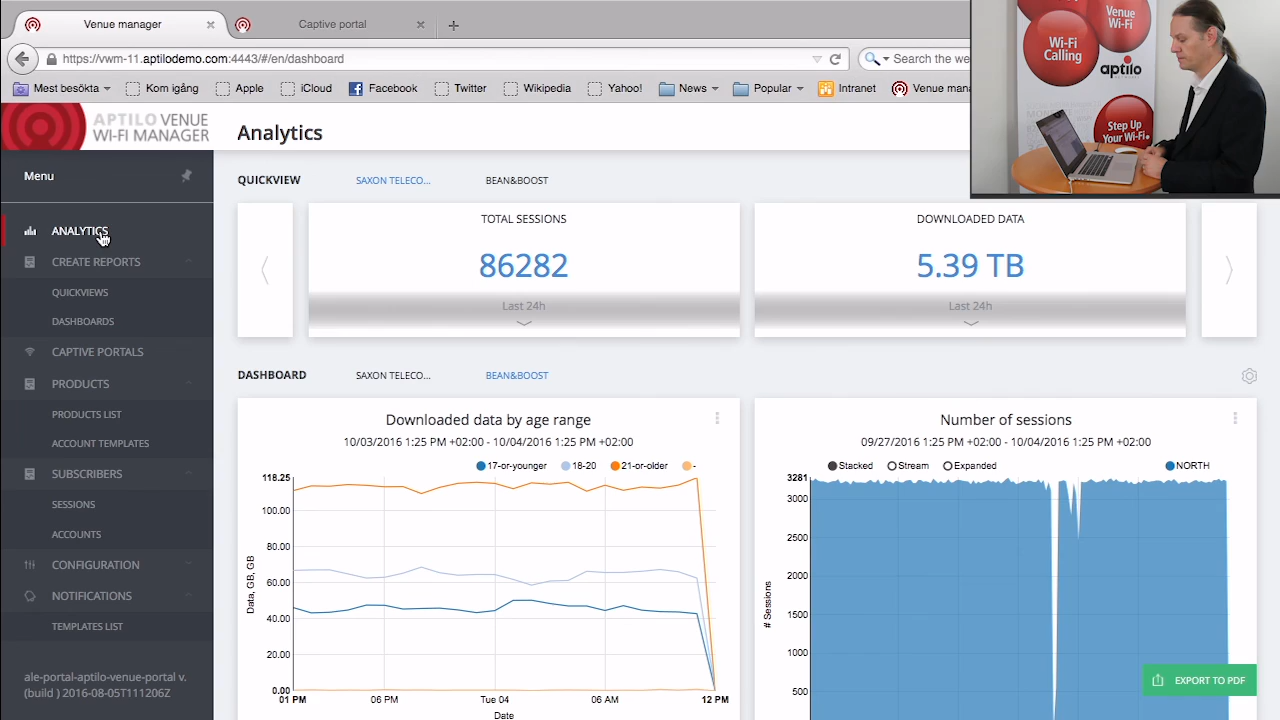 Venue manager
Captive portal
https://vwm-11.aptilodemo.com:4443/#/en/dashboard
Search the we
Mest besökta
Kom igång
Apple
iCloud
Facebook
Twitter
Wikipedia
Yahoo!
News
Popular
Intranet
Venue man
Wi-Fi
Calling
Venue
Wi-Fi
aptilo
Step Up
Your Wi-Fi.
APTILO VENUE
WI-FI MANAGER
Analytics
Menu
ANALYTICS
CREATE REPORTS
QUICKVIEWS
DASHBOARDS
CAPTIVE PORTALS
PRODUCTS
PRODUCTS LIST
ACCOUNT TEMPLATES
SUBSCRIBERS
SESSIONS
ACCOUNTS
CONFIGURATION
NOTIFICATIONS
TEMPLATES LIST
ale-portal-aptilo-venue-portal v.
(build ) 2016-08-05T111206Z
QUICKVIEW
SAXON TELECO...
BEAN&BOOST
TOTAL SESSIONS
86282
Last 24h
DOWNLOADED DATA
5.39 TB
Last 24h
DASHBOARD
SAXON TELECO...
BEAN&BOOST
Downloaded data by age range
10/03/2016 1:25 PM +02:00 - 10/04/2016 1:25 PM +02:00
17-or-younger
18-20
21-or-older
-
118.25
100.00
80.00
60.00
40.00
20.00
0.00
Data, GB, GB
01 PM
06 PM
Tue 04
06 AM
12 PM
Date
Number of sessions
09/27/2016 1:25 PM +02:00 - 10/04/2016 1:25 PM +02:00
Stacked
Stream
Expanded
NORTH
3281
3000
2500
2000
1500
1000
500
# Sessions
EXPORT TO PDF